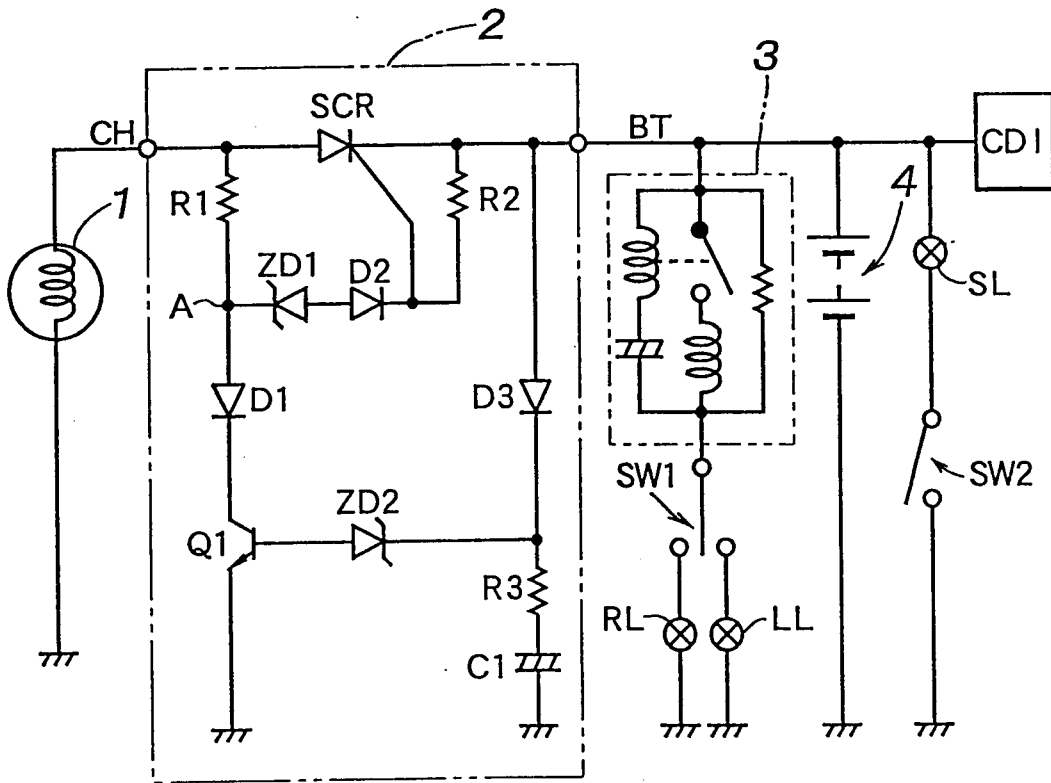 2
3
SCR
CH
BT
CDI
R1
R2
1
4
ZD1
D2
SL
A
D1
D3
SW1
SW2
ZD2
Q1
R3
RL
LL
C1